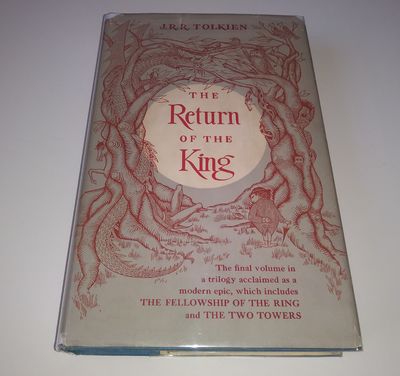 J.R.R. TOLKIEN
THE
Return
OF THE
King
The final volume in
a trilogy acclaimed as a
modern epic, which includes
THE FELLOWSHIP OF THE RING
and THE TWO TOWERS